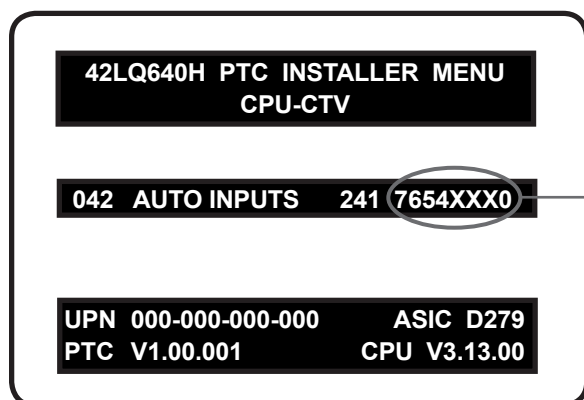 42LQ640H PTC INSTALLER MENU
CPU-CTV
042 AUTO INPUTS 241 7654XXX0
UPN 000-000-000-000 ASIC D279
PTC V1.00.001 CPU V3.13.00